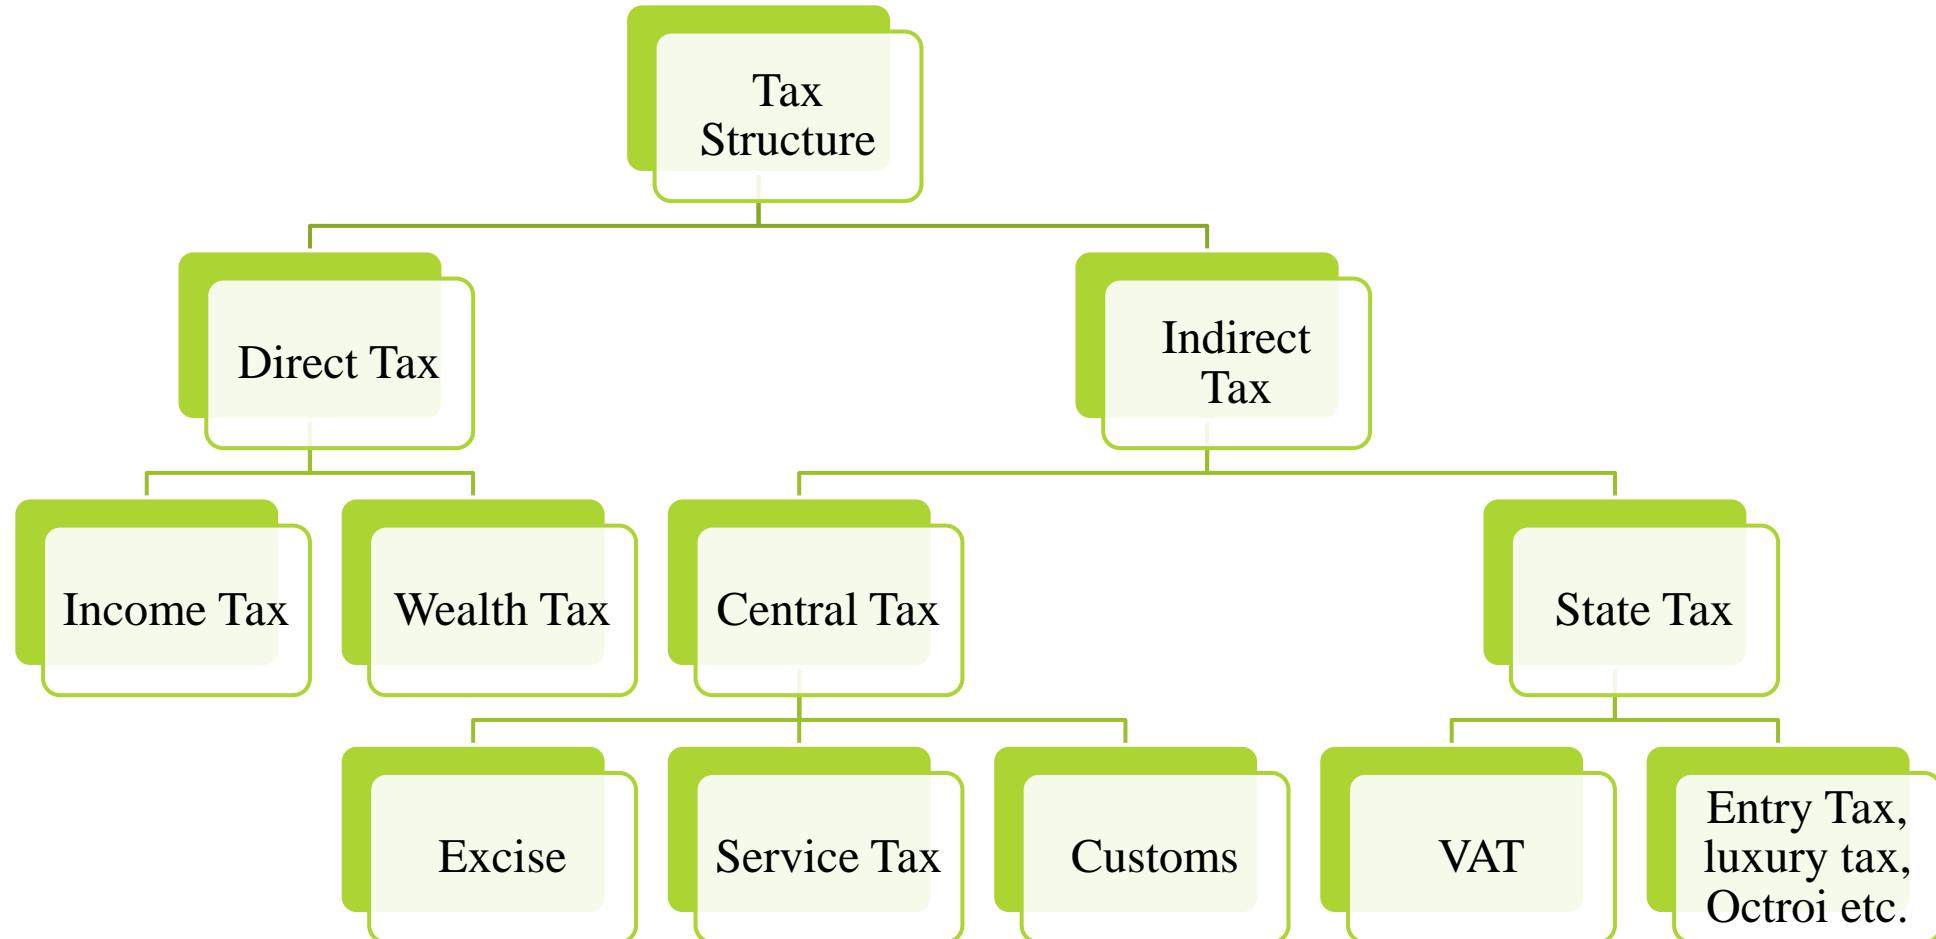 Tax
Structure
Direct Tax
Indirect
Tax
Income Tax
Wealth Tax
Central Tax
State Tax
Excise
Service Tax
Customs
VAT
Entry Tax,
luxury tax,
Octroi etc.